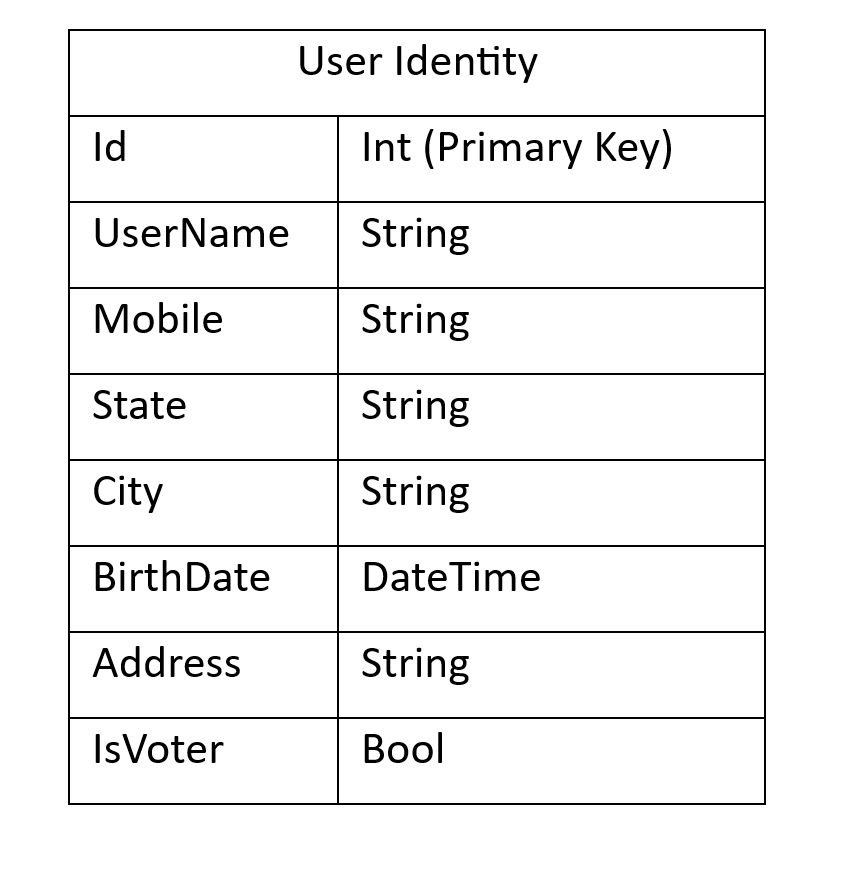 User Identity
Id Int (Primary Key)
UserName String
Mobile String
State String
City String
BirthDate DateTime
Address String
IsVoter Bool